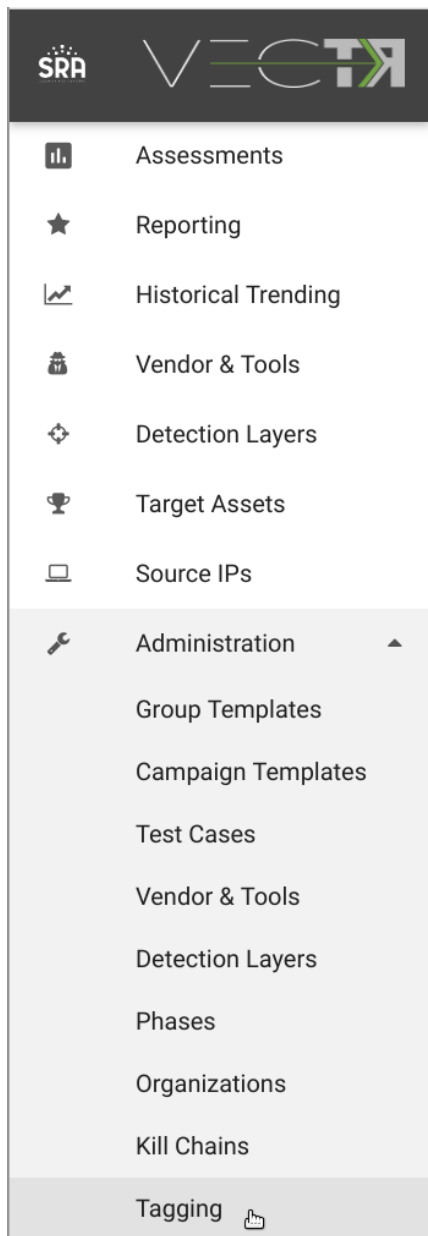 SRA VECTR
Assessments
Reporting
Historical Trending
Vendor & Tools
Detection Layers
Target Assets
Source IPs
Administration
Group Templates
Campaign Templates
Test Cases
Vendor & Tools
Detection Layers
Phases
Organizations
Kill Chains
Tagging